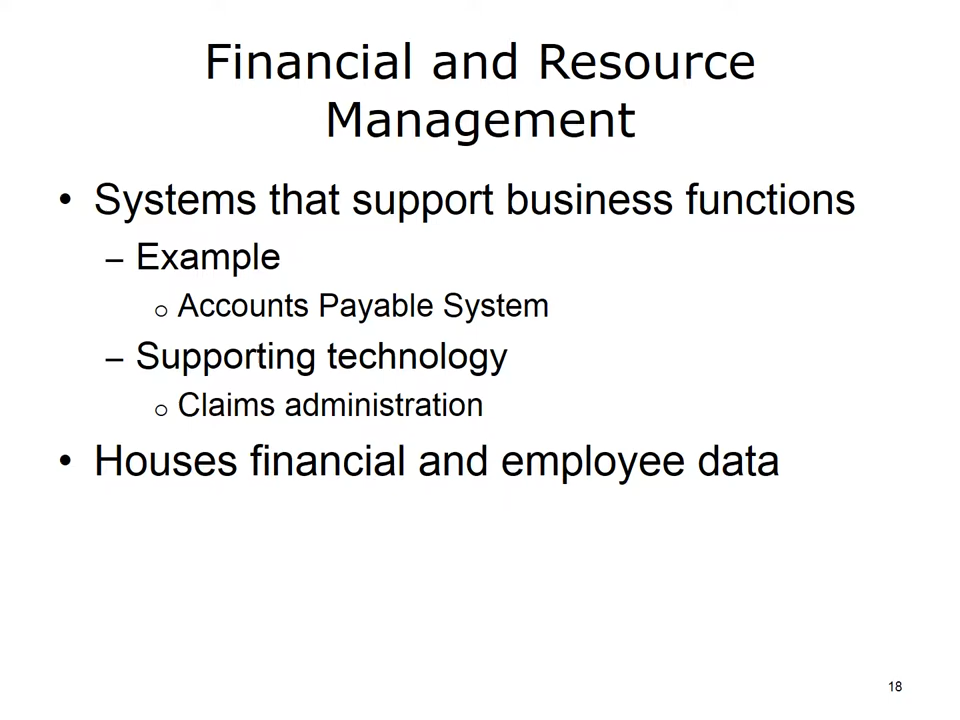 Financial and Resource
Management
• Systems that support business functions
– Example
o Accounts Payable System
– Supporting technology
o Claims administration
• Houses financial and employee data
18